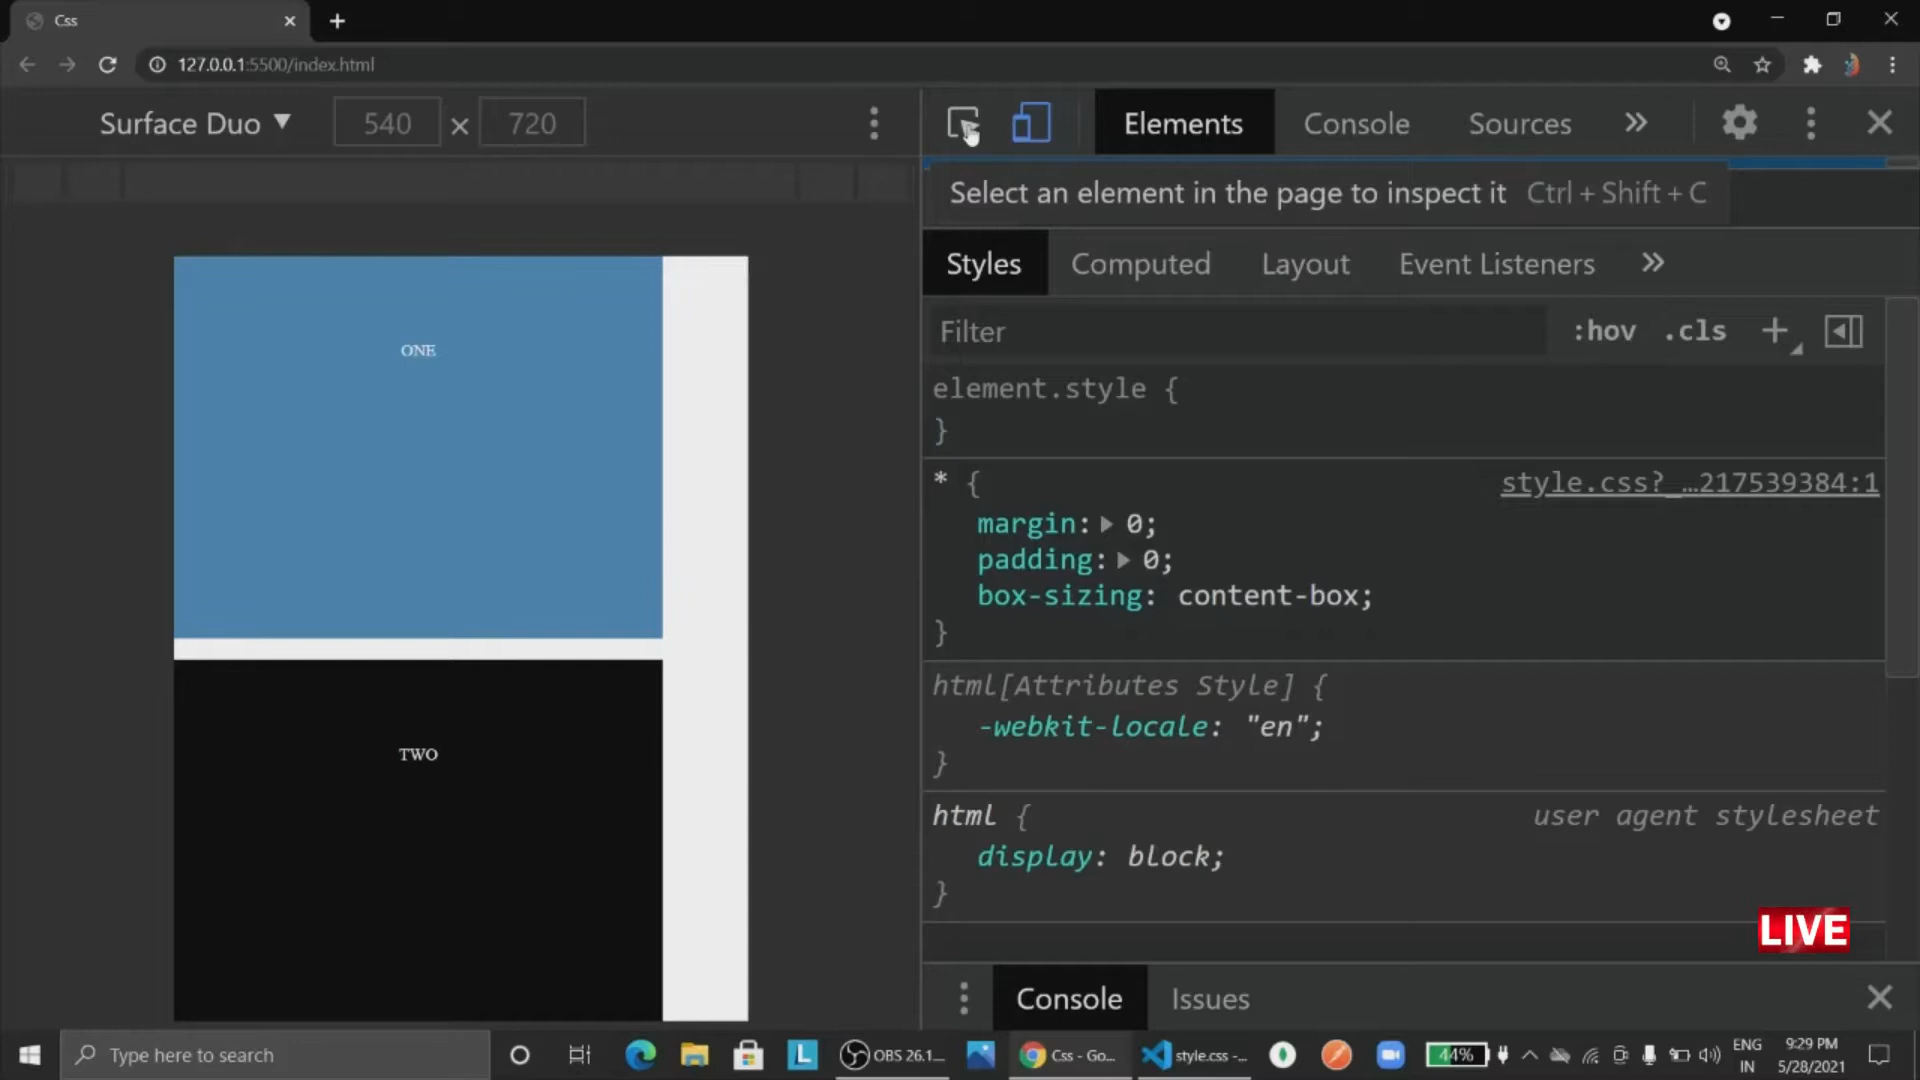 Css
127.0.0.1:5500/index.html
Surface Duo ▼ 540 × 720
Elements Console Sources »
Select an element in the page to inspect it Ctrl + Shift + C
Styles Computed Layout Event Listeners »
Filter :hov .cls +
element.style {
}
* { style.css?_…217539384:1
margin: ▶ 0;
padding: ▶ 0;
box-sizing: content-box;
}
html[Attributes Style] {
-webkit-locale: "en";
}
html { user agent stylesheet
display: block;
}
ONE
TWO
LIVE
Console Issues
Type here to search
L
OBS 26.1...
Css - Go...
style.css -...
44%
ENG
IN
9:29 PM
5/28/2021